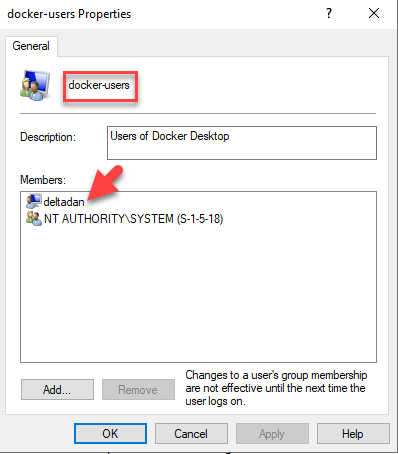 docker-users Properties
General
docker-users
Description:
Users of Docker Desktop
Members:
deltadan
NT AUTHORITY\SYSTEM (S-1-5-18)
Add...
Remove
Changes to a user's group membership
are not effective until the next time the
user logs on.
OK
Cancel
Apply
Help